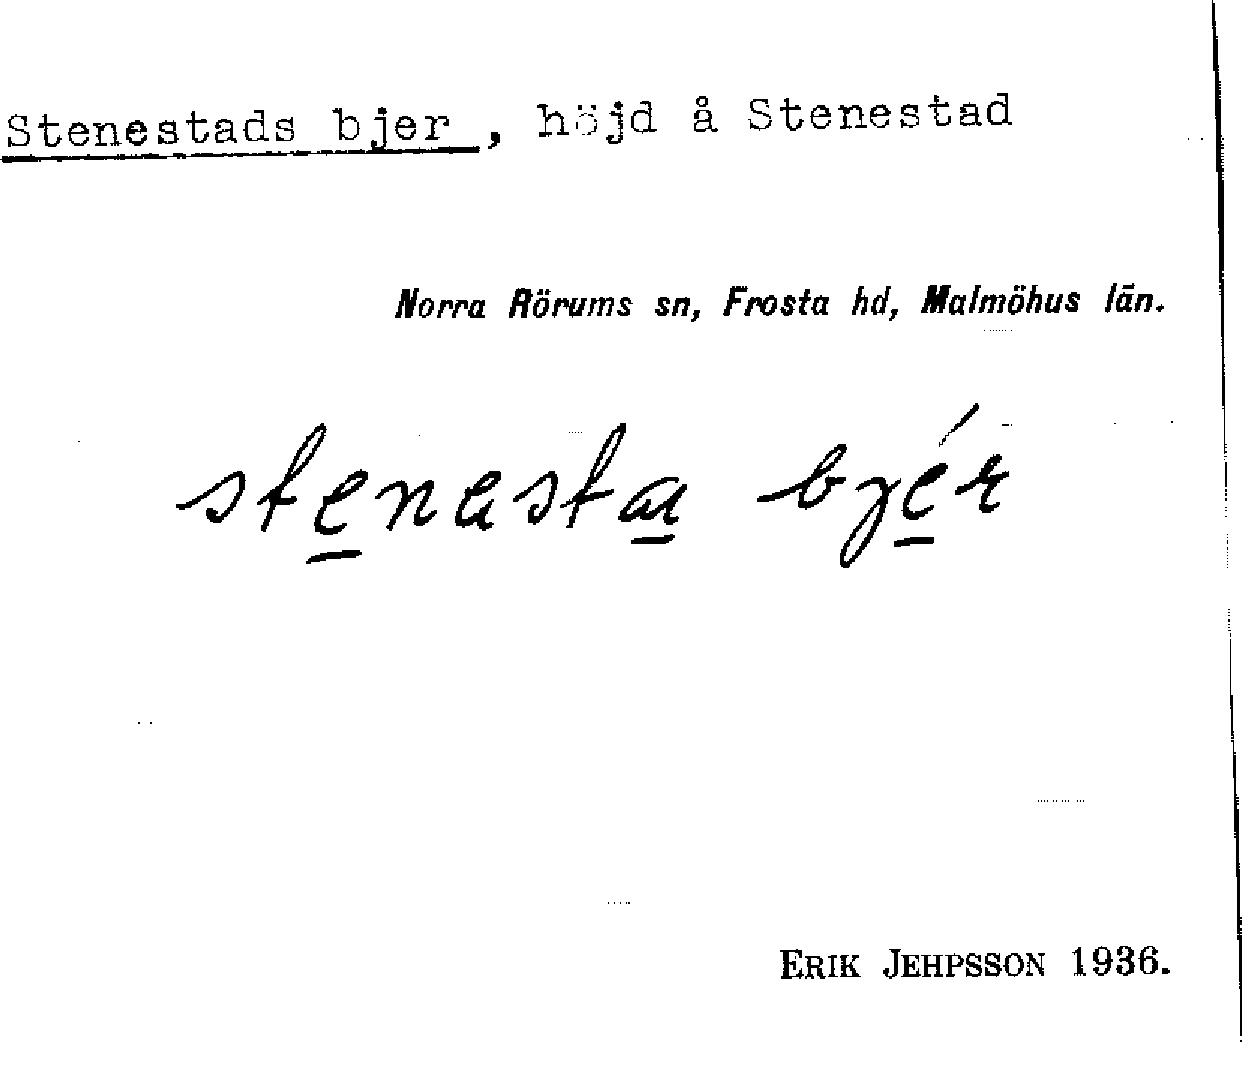 Stenestads bjer , höjd å Stenestad
Norra Rörums sn, Frosta hd, Malmöhus län.
stenasta bjér
ERIK JEHPSSON 1936.